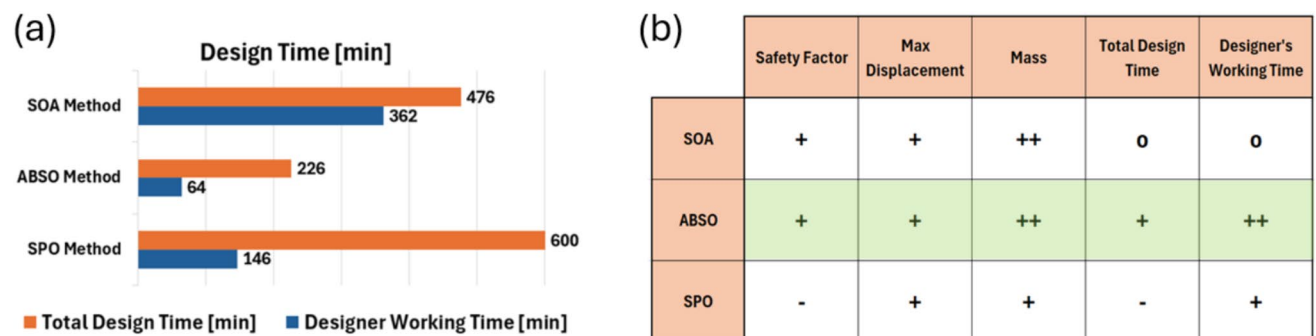 (a)
Design Time [min]
SOA Method
476
362
ABSO Method
226
64
SPO Method
600
146
Total Design Time [min] Designer Working Time [min]
(b)
Safety Factor
Max
Displacement
Mass
Total Design
Time
Designer's
Working Time
SOA + + ++ o o
ABSO + + ++ + ++
SPO - + + - +